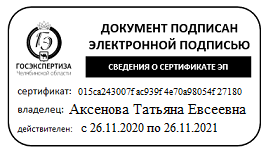 ДОКУМЕНТ ПОДПИСАН
ЭЛЕКТРОННОЙ ПОДПИСЬЮ
ГОСЭКСПЕРТИЗА
Челябинской области
СВЕДЕНИЯ О СЕРТИФИКАТЕ ЭП
сертификат: 015ca243007fac939f4e70a98054f27180
владелец: Аксенова Татьяна Евсеевна
действителен: с 26.11.2020 по 26.11.2021